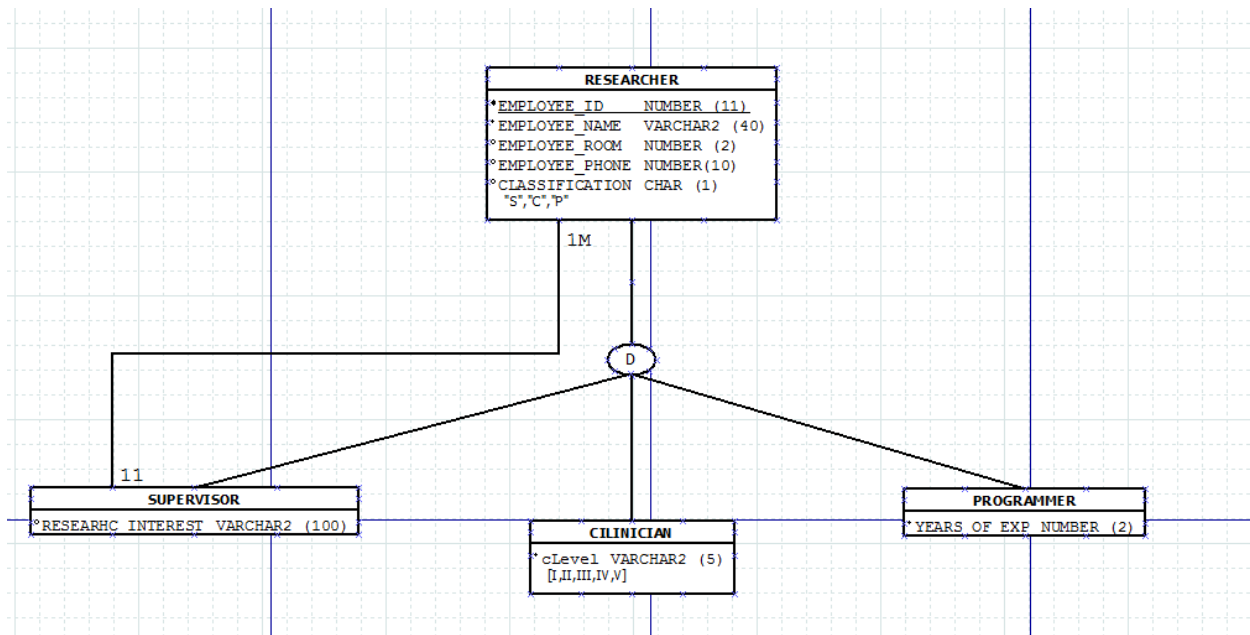 RESEARCHER
*EMPLOYEE_ID NUMBER (11)
*EMPLOYEE_NAME VARCHAR2 (40)
°EMPLOYEE_ROOM NUMBER (2)
°EMPLOYEE_PHONE NUMBER(10)
°CLASSIFICATION CHAR (1)
"S","C","P"
1M
D
11
SUPERVISOR
°RESEARHC_INTEREST VARCHAR2 (100)
CILINICIAN
*cLevel VARCHAR2 (5)
[I,II,III,IV,V]
PROGRAMMER
*YEARS_OF_EXP NUMBER (2)